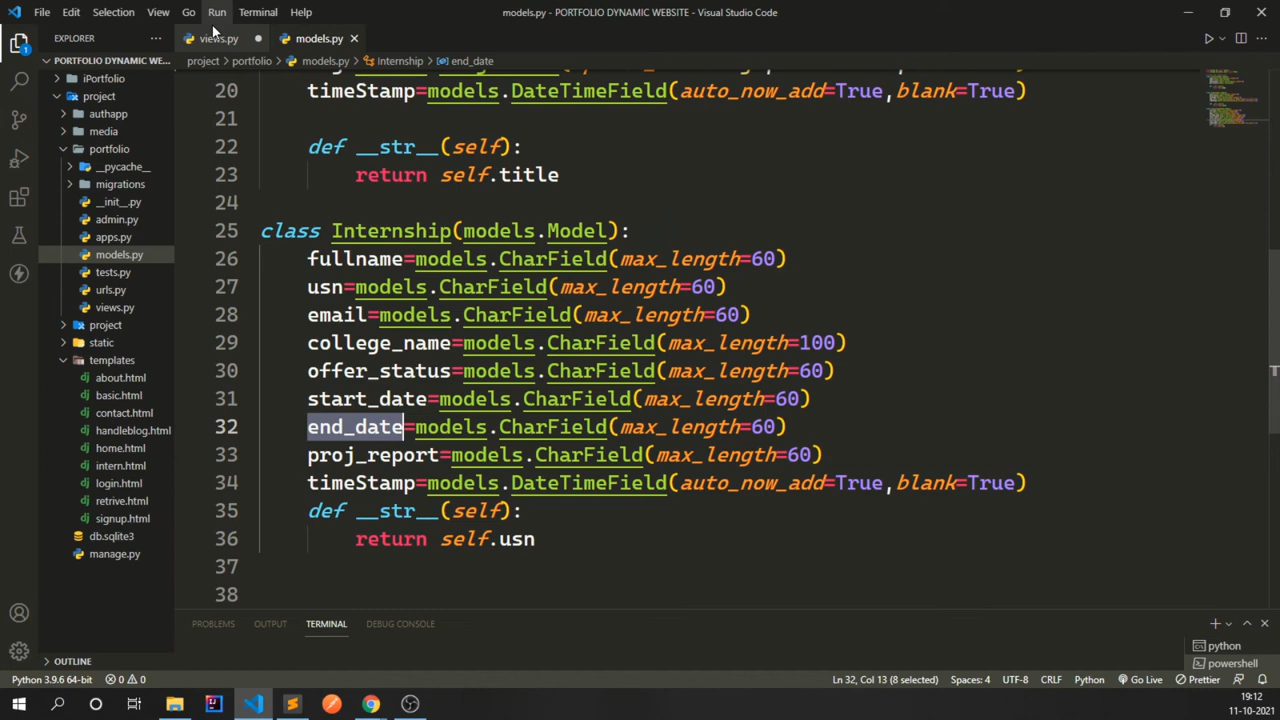 File Edit Selection View Go Run Terminal Help
models.py - PORTFOLIO DYNAMIC WEBSITE - Visual Studio Code
EXPLORER
views.py
models.py
PORTFOLIO DYNAMIC WE...
project > portfolio > models.py > Internship > end_date
iPortfolio
project
authapp
media
portfolio
__pycache__
migrations
__init__.py
admin.py
apps.py
models.py
tests.py
urls.py
views.py
project
static
templates
about.html
basic.html
contact.html
handleblog.html
home.html
intern.html
login.html
retrive.html
signup.html
db.sqlite3
manage.py
OUTLINE
20 timeStamp=models.DateTimeField(auto_now_add=True,blank=True)
21
22 def __str__(self):
23 return self.title
24
25 class Internship(models.Model):
26 fullname=models.CharField(max_length=60)
27 usn=models.CharField(max_length=60)
28 email=models.CharField(max_length=60)
29 college_name=models.CharField(max_length=100)
30 offer_status=models.CharField(max_length=60)
31 start_date=models.CharField(max_length=60)
32 end_date=models.CharField(max_length=60)
33 proj_report=models.CharField(max_length=60)
34 timeStamp=models.DateTimeField(auto_now_add=True,blank=True)
35 def __str__(self):
36 return self.usn
37
38
PROBLEMS OUTPUT TERMINAL DEBUG CONSOLE
python
powershell
Python 3.9.6 64-bit 0 0 Ln 32, Col 13 (8 selected) Spaces: 4 UTF-8 CRLF Python Go Live Prettier
19:12
11-10-2021